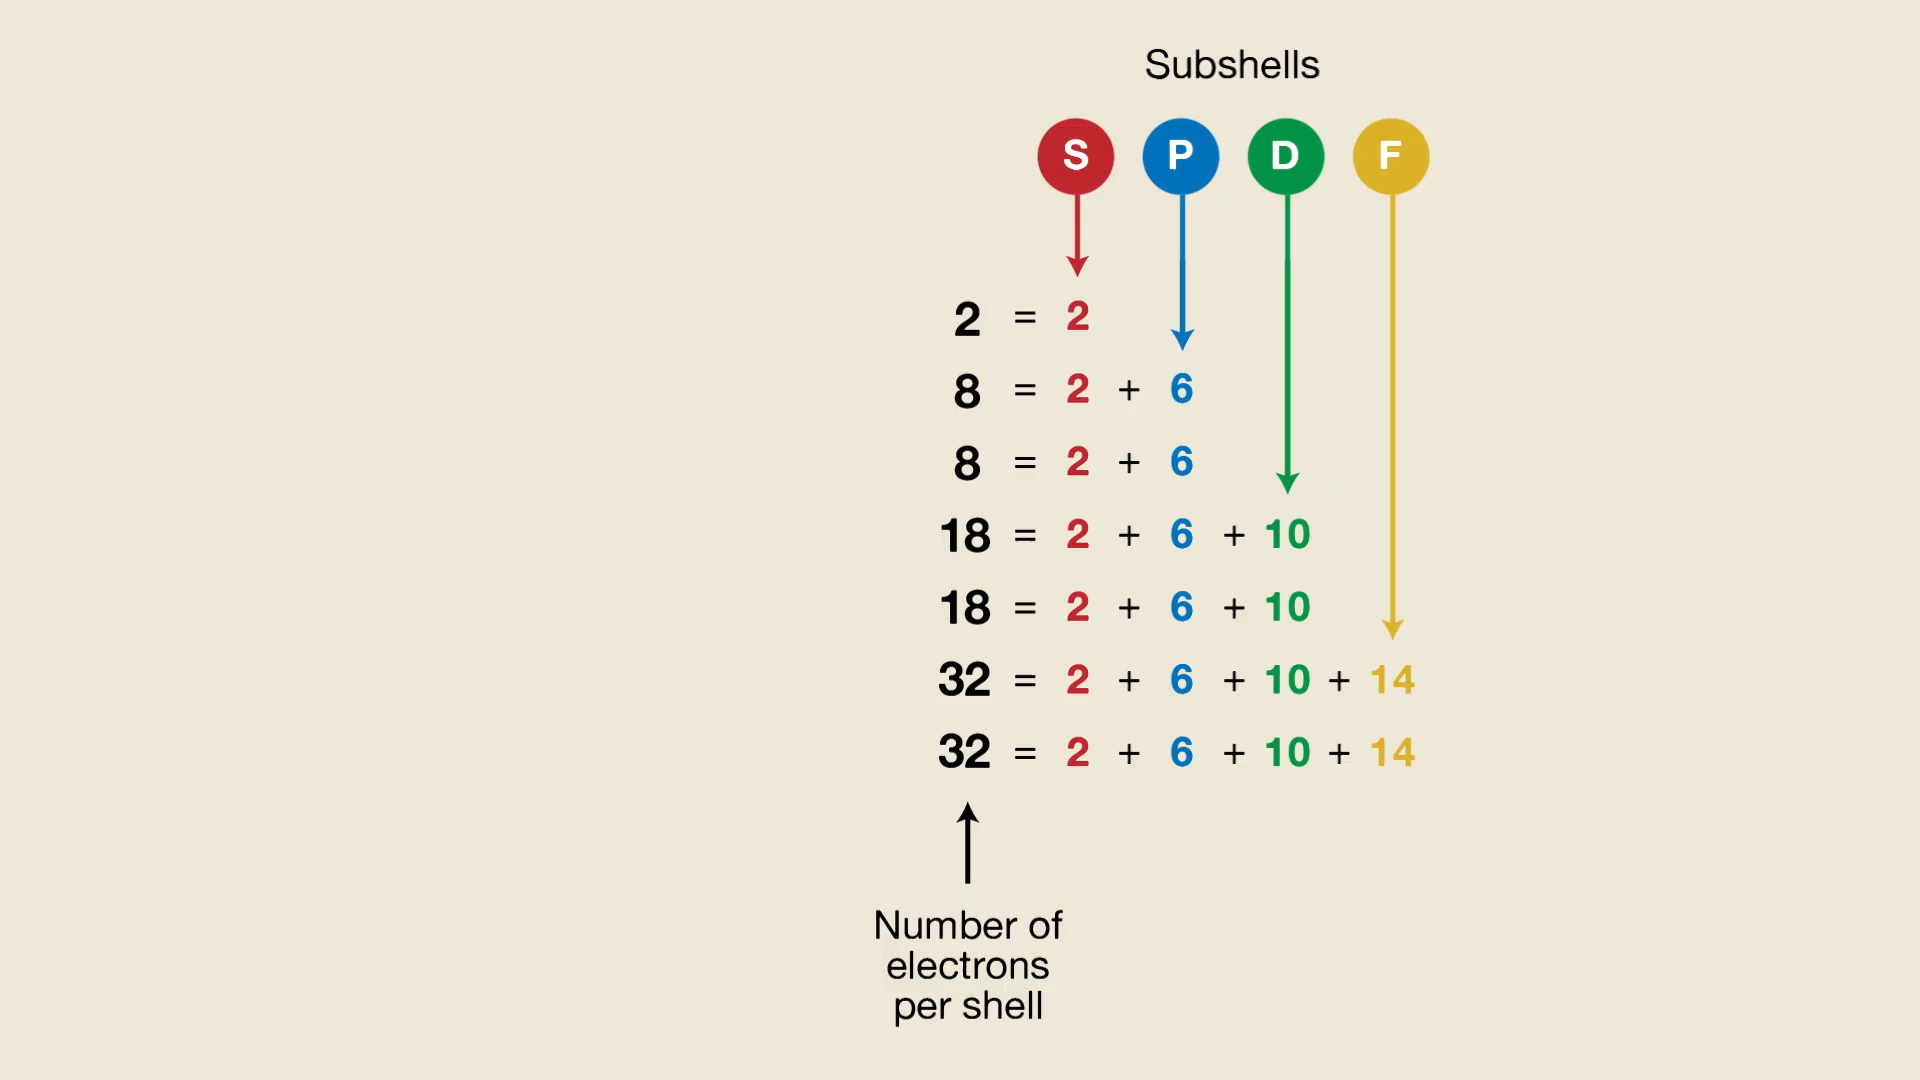 Subshells
S P D F
2 = 2
8 = 2 + 6
8 = 2 + 6
18 = 2 + 6 + 10
18 = 2 + 6 + 10
32 = 2 + 6 + 10 + 14
32 = 2 + 6 + 10 + 14
Number of
electrons
per shell